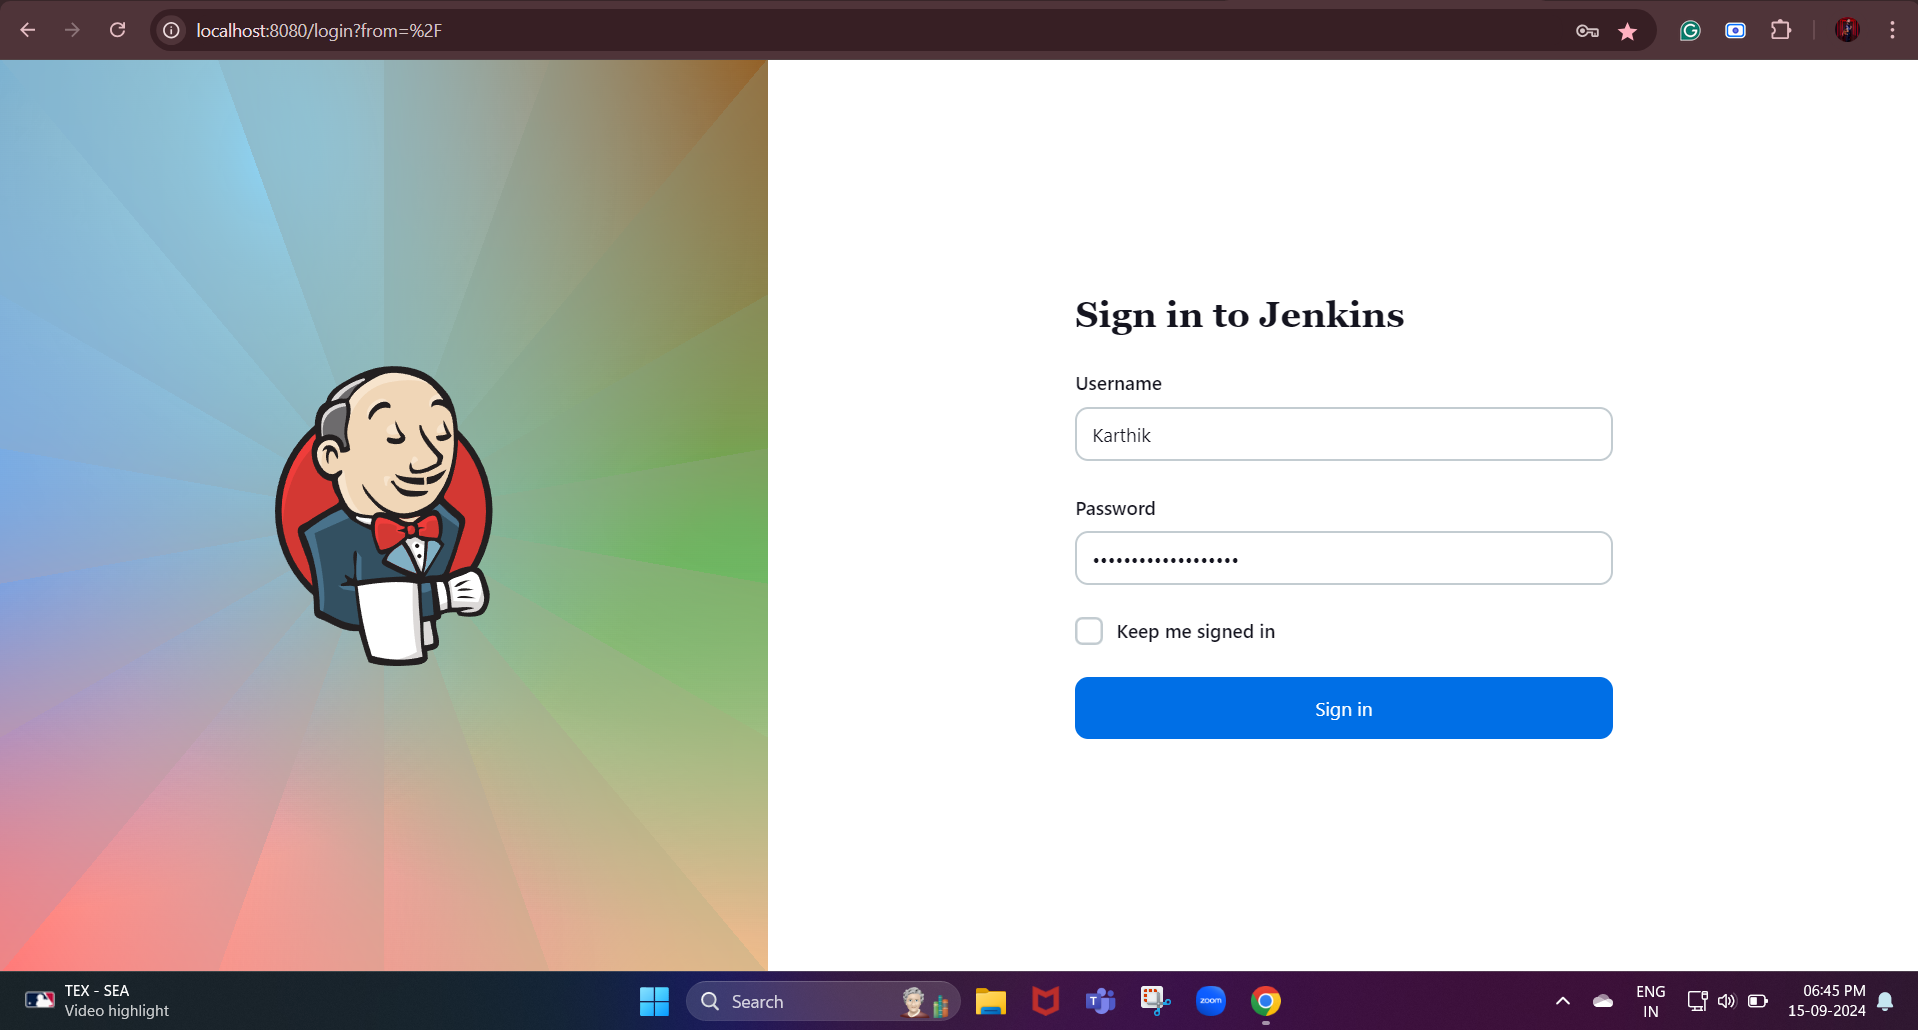 localhost:8080/login?from=%2F
Sign in to Jenkins
Username
Karthik
Password
•••••••••••••••••••
Keep me signed in
Sign in
TEX - SEA
Video highlight
Search
zoom
ENG
IN
06:45 PM
15-09-2024